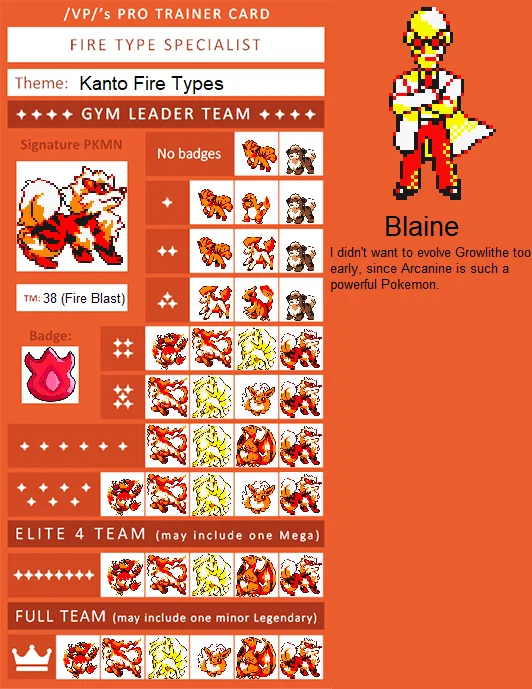 /VP/'s PRO TRAINER CARD
FIRE TYPE SPECIALIST
Theme: Kanto Fire Types
GYM LEADER TEAM
Signature PKMN
No badges
TM: 38 (Fire Blast)
Badge:
ELITE 4 TEAM (may include one Mega)
FULL TEAM (may include one minor Legendary)
Blaine
I didn't want to evolve Growlithe too
early, since Arcanine is such a
powerful Pokemon.